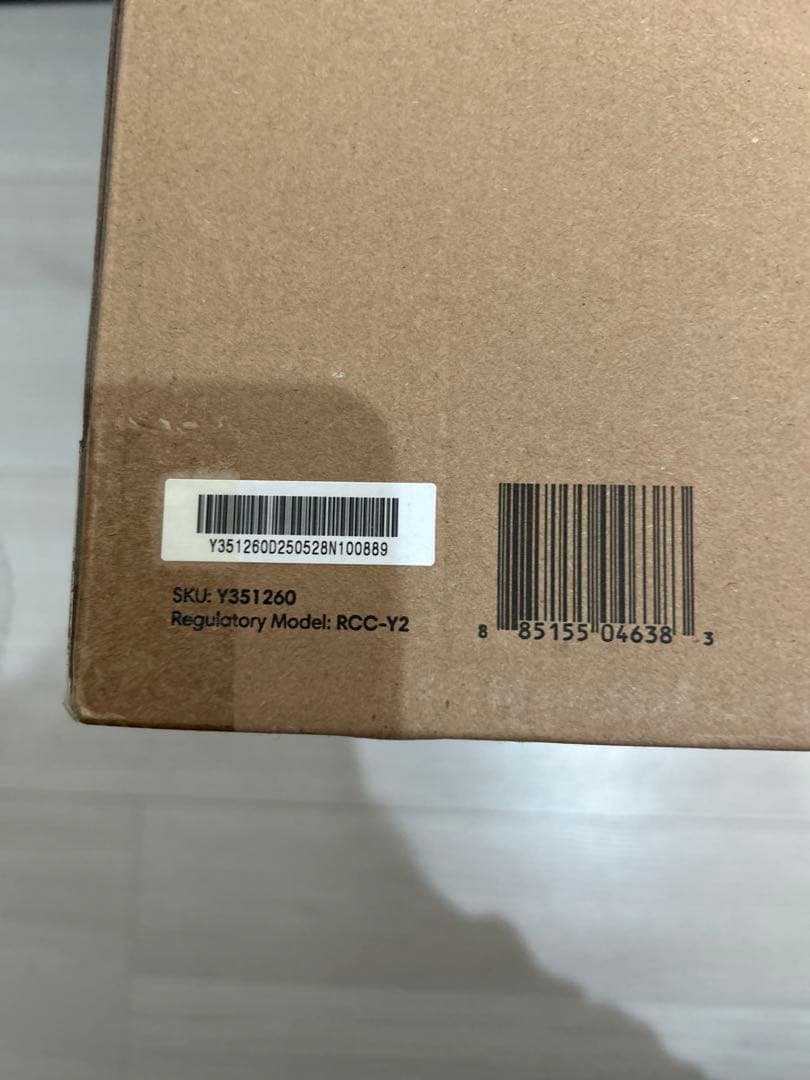 Y351260D250528N100889
SKU: Y351260
Regulatory Model: RCC-Y2
8 85155 04638 3